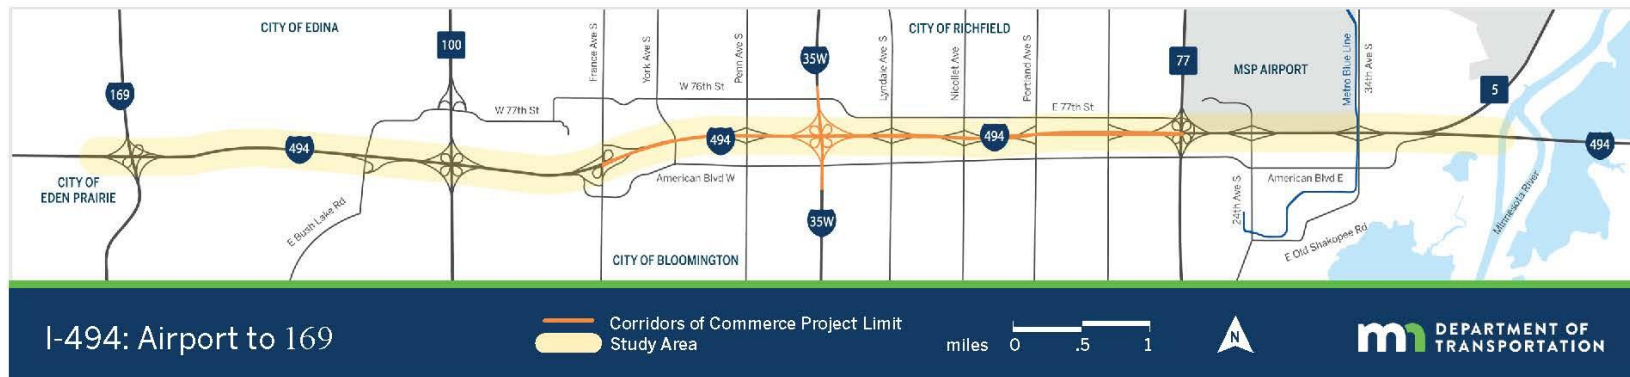 CITY OF EDINA
CITY OF RICHFIELD
100
France Ave S
York Ave S
Penn Ave S
35W
Lyndale Ave S
Nicollet Ave S
Portland Ave S
77
MSP AIRPORT
Metro Blue Line
34th Ave S
5
169
W 77th St
W 76th St
E 77th St
494
494
494
494
CITY OF
EDEN PRAIRIE
E Bush Lake Rd
American Blvd W
American Blvd E
35W
24th Ave S
E Old Shakopee Rd
Minnesota River
CITY OF BLOOMINGTON
I-494: Airport to 169
Corridors of Commerce Project Limit
Study Area
miles 0 .5 1
N
mn DEPARTMENT OF
TRANSPORTATION